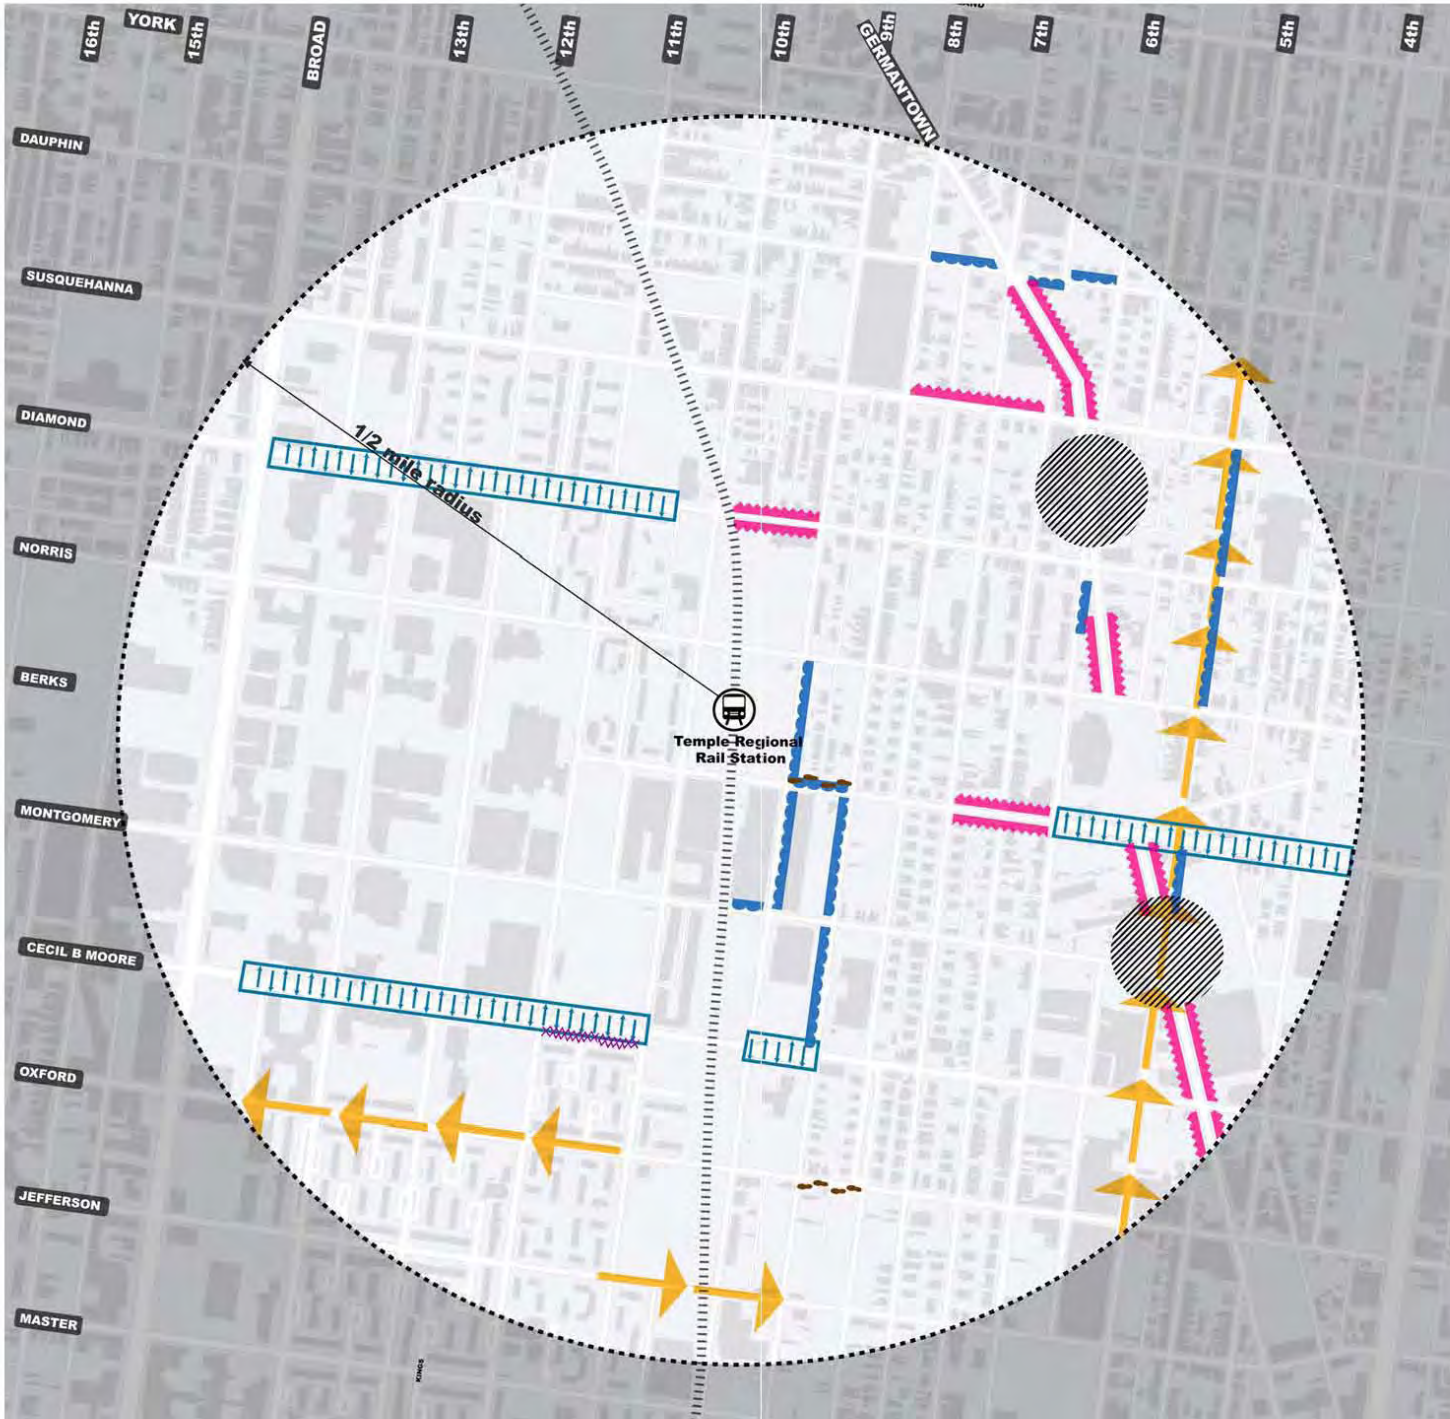 16th
YORK
15th
BROAD
13th
12th
11th
10th
9th
GERMANTOWN
8th
7th
6th
5th
4th
DAUPHIN
SUSQUEHANNA
DIAMOND
1/2 mile radius
NORRIS
BERKS
Temple Regional
Rail Station
MONTGOMERY
CECIL B MOORE
OXFORD
JEFFERSON
MASTER
KINGS